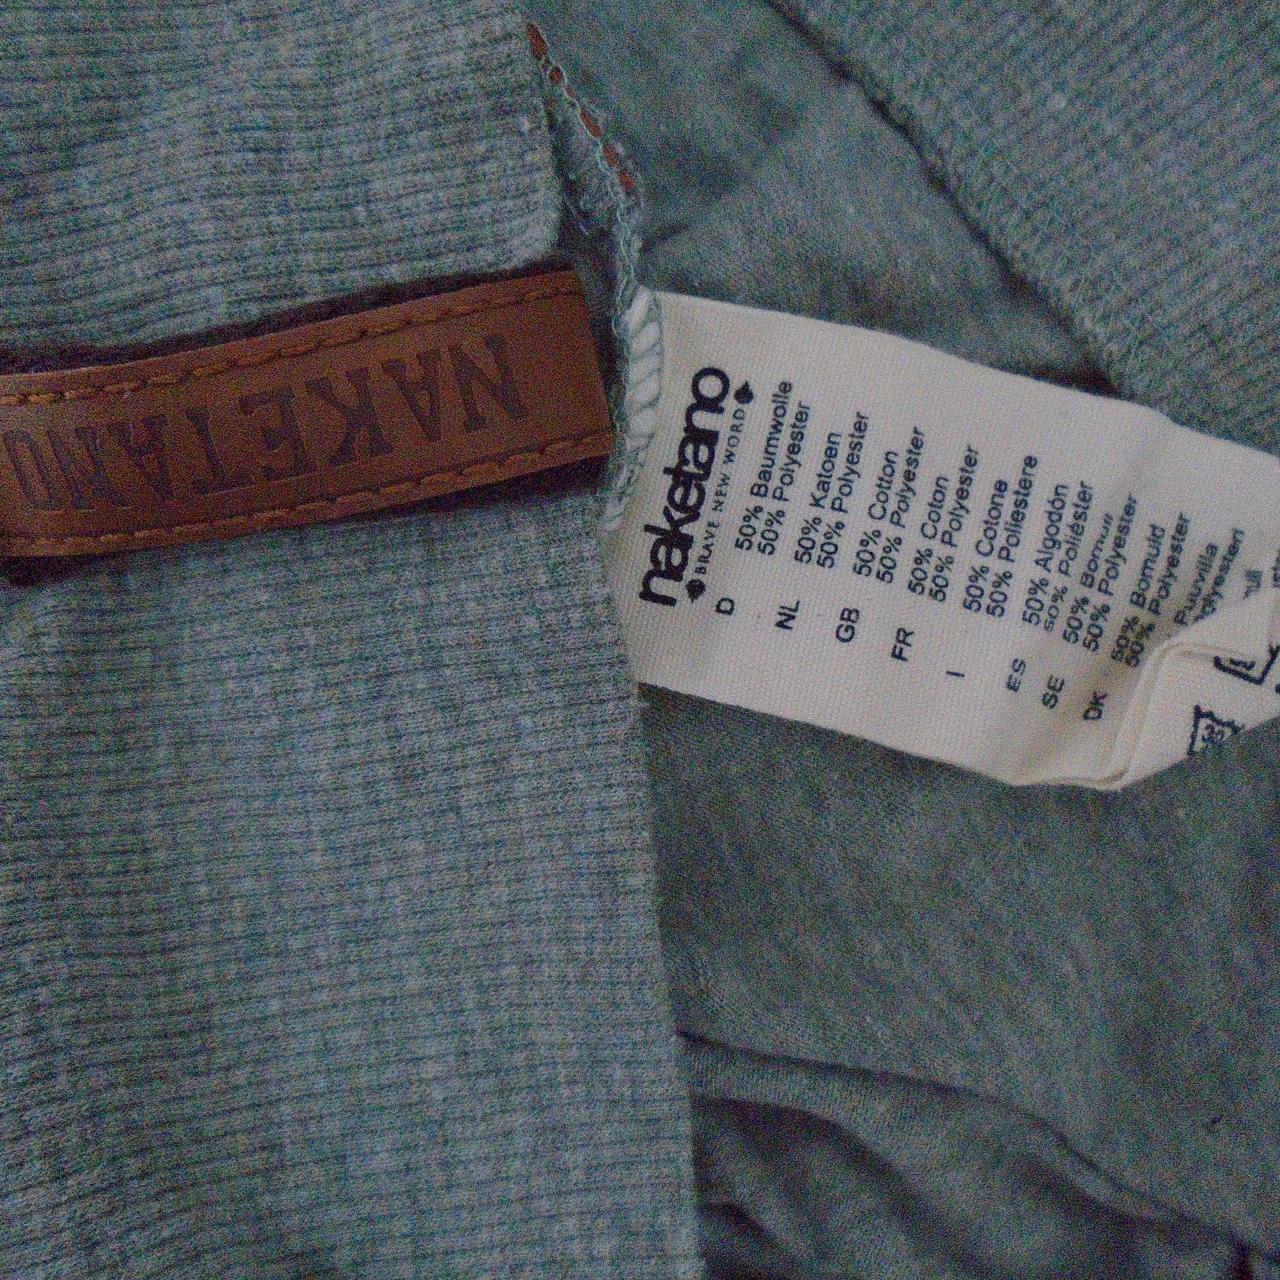 NAKETANO
naketano
BRAVE NEW WORD
D 50% Baumwolle
50% Polyester
NL 50% Katoen
50% Polyester
GB 50% Cotton
50% Polyester
FR 50% Coton
50% Polyester
I 50% Cotone
50% Poliestere
ES 50% Algodón
50% Poliéster
SE 50% Bomull
50% Polyester
DK 50% Bomuld
50% Polyester
Puuvilla